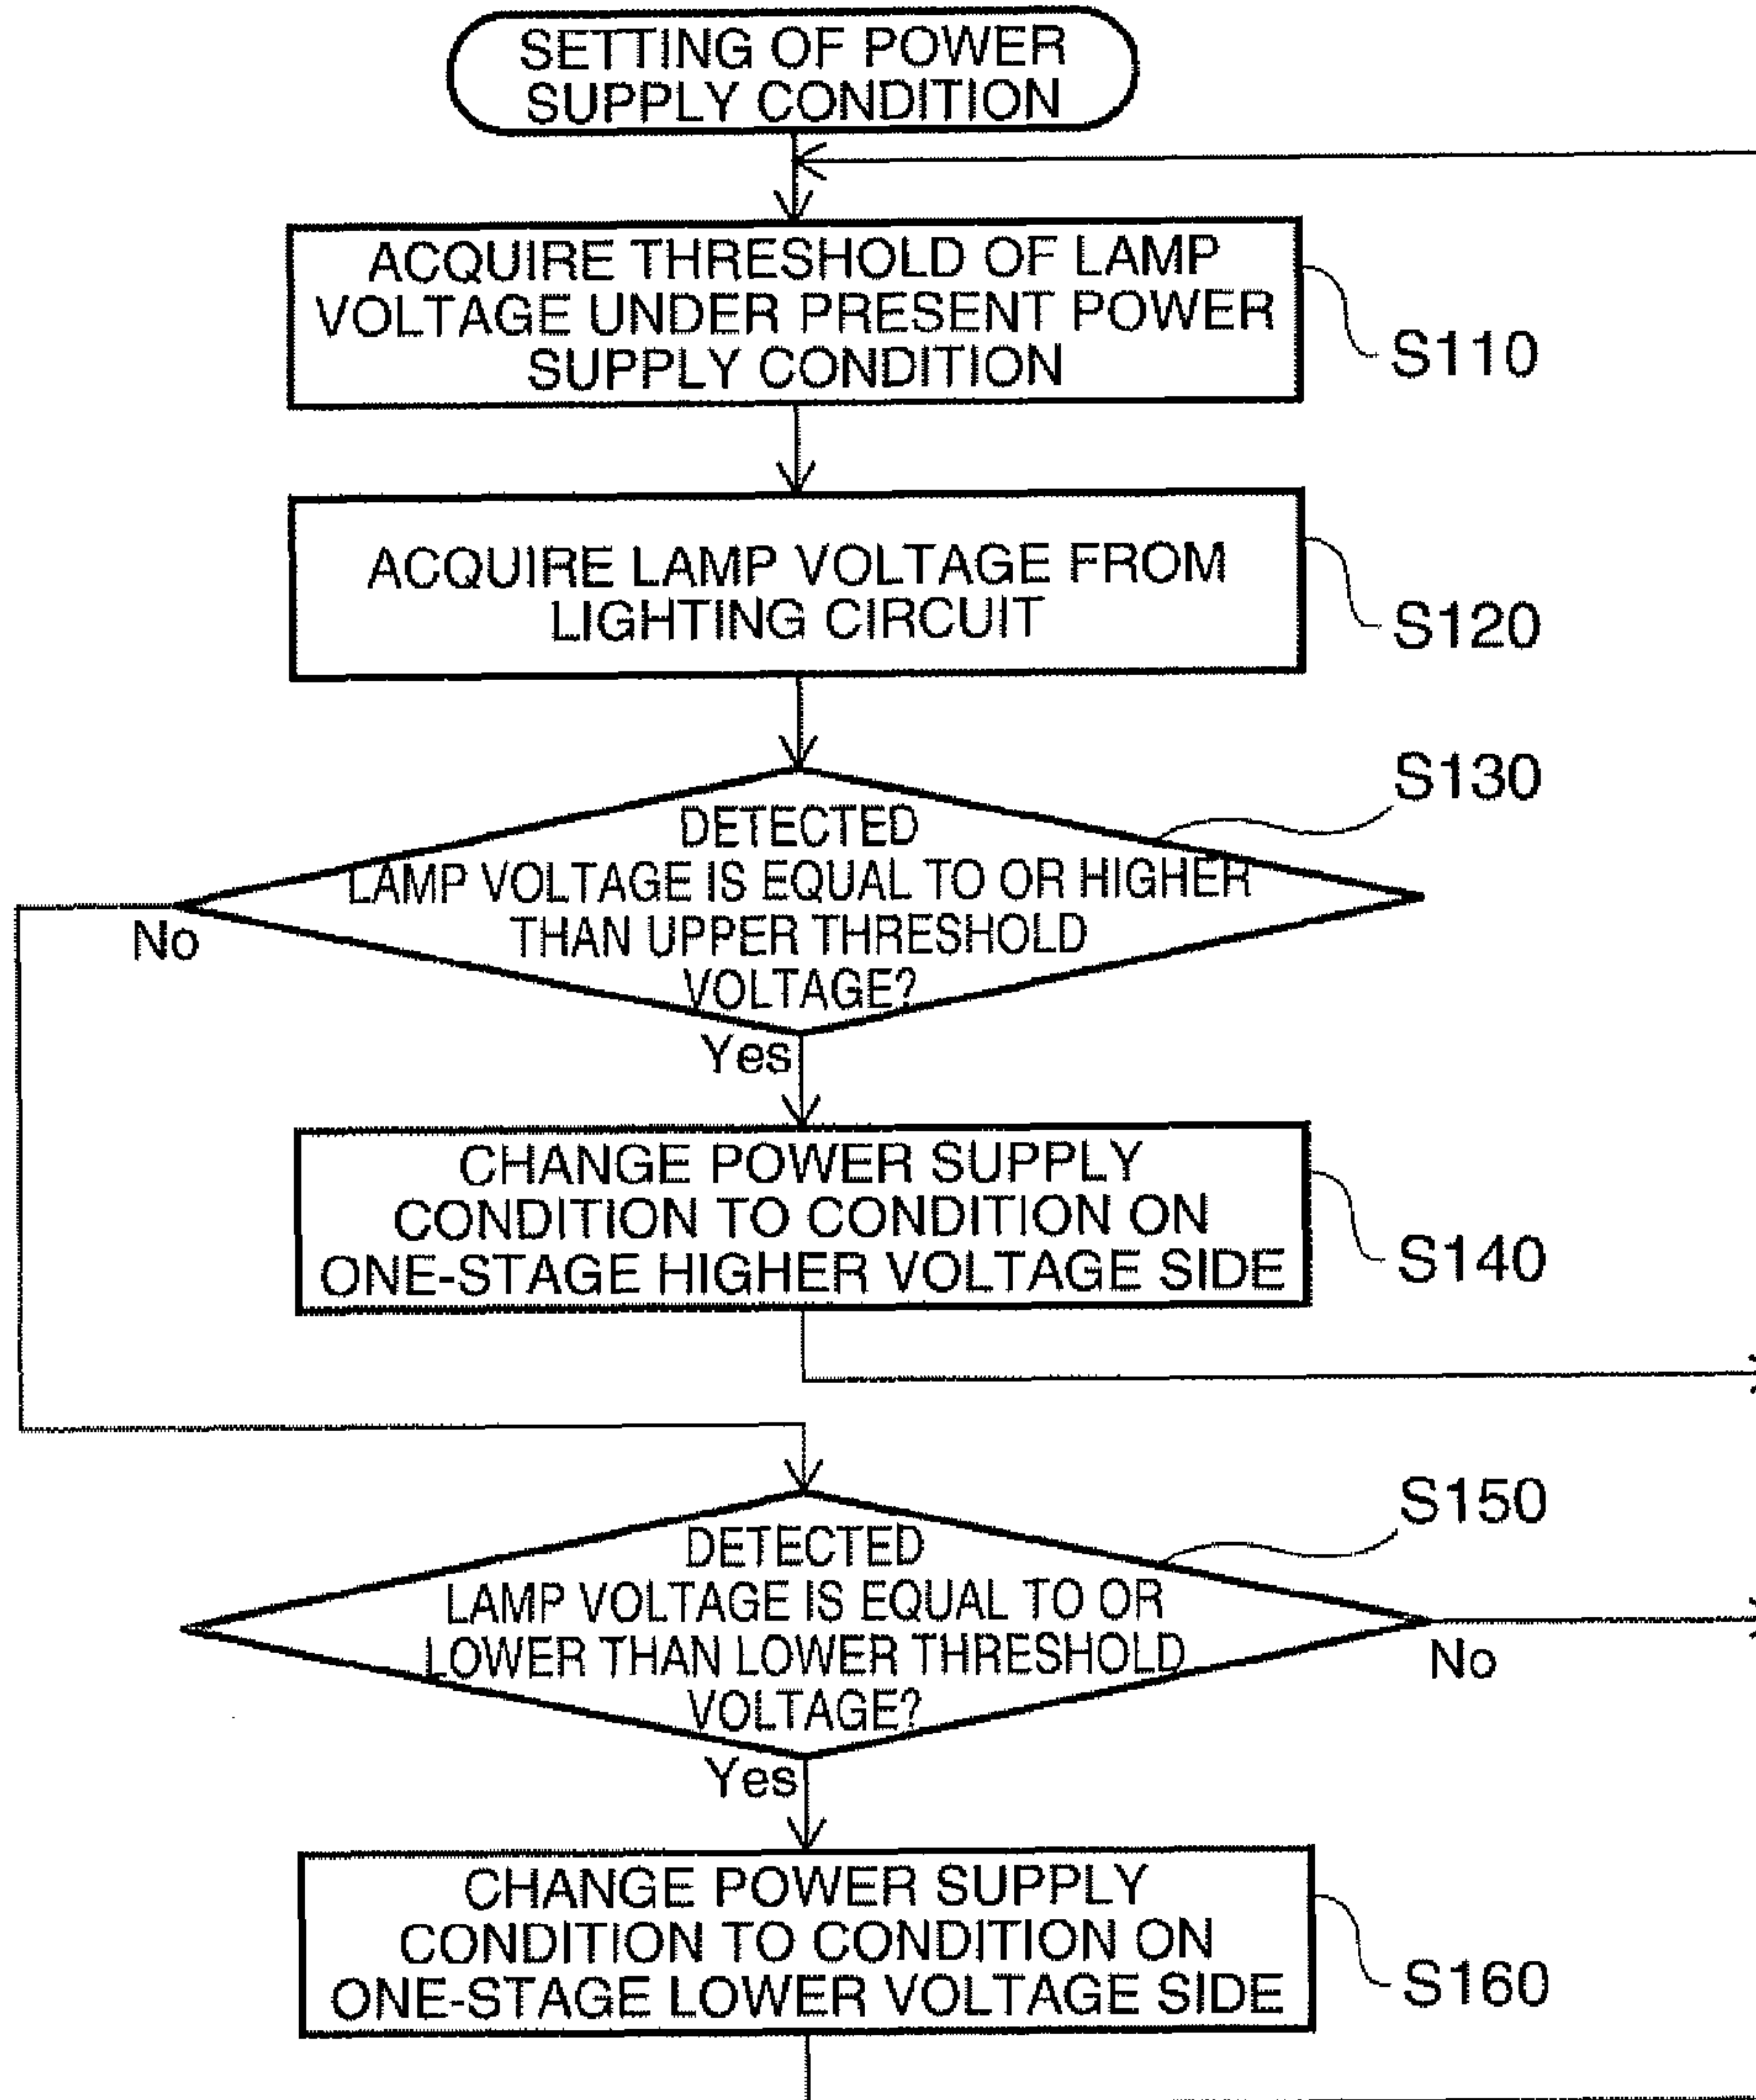 SETTING OF POWER
SUPPLY CONDITION
ACQUIRE THRESHOLD OF LAMP
VOLTAGE UNDER PRESENT POWER
SUPPLY CONDITION
S110
ACQUIRE LAMP VOLTAGE FROM
LIGHTING CIRCUIT
S120
S130
DETECTED
LAMP VOLTAGE IS EQUAL TO OR HIGHER
THAN UPPER THRESHOLD
VOLTAGE?
No
Yes
CHANGE POWER SUPPLY
CONDITION TO CONDITION ON
ONE-STAGE HIGHER VOLTAGE SIDE
S140
S150
DETECTED
LAMP VOLTAGE IS EQUAL TO OR
LOWER THAN LOWER THRESHOLD
VOLTAGE?
No
Yes
CHANGE POWER SUPPLY
CONDITION TO CONDITION ON
ONE-STAGE LOWER VOLTAGE SIDE
S160